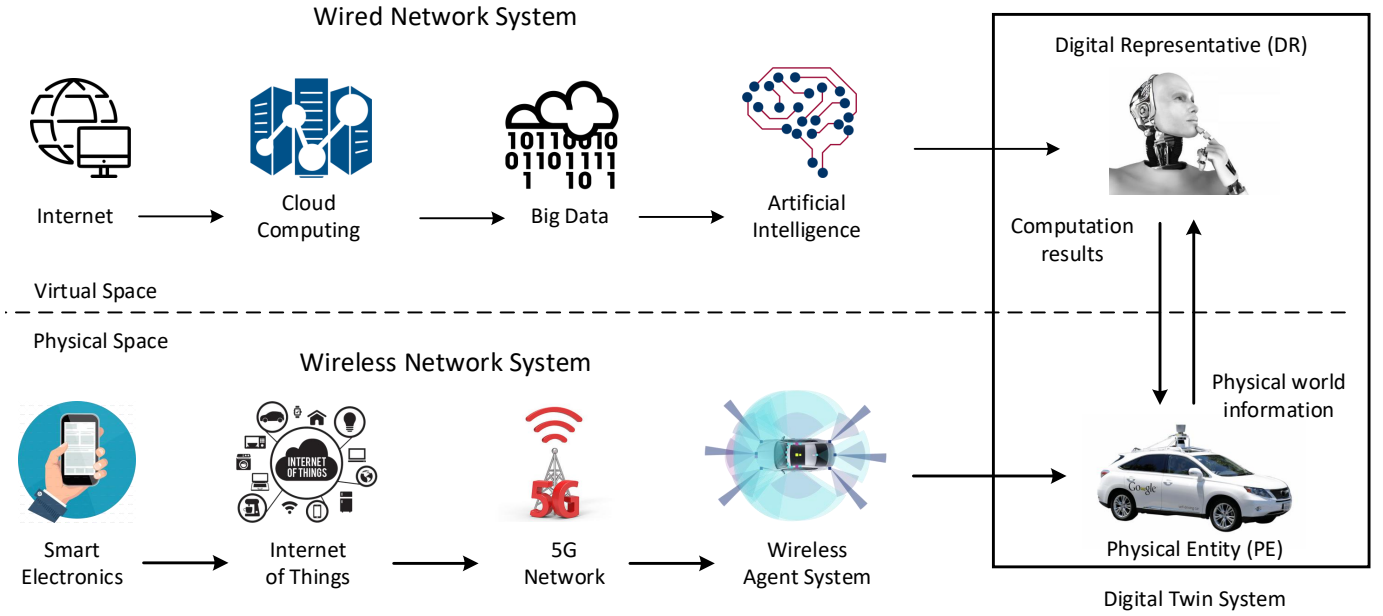 Wired Network System
Digital Representative (DR)
10110010
01101111
1 10 1
Internet
Cloud
Computing
Big Data
Artificial
Intelligence
Computation
results
Virtual Space
Physical Space
Wireless Network System
Physical world
information
INTERNET
OF THINGS
5G
Google
Smart
Electronics
Internet
of Things
5G
Network
Wireless
Agent System
Physical Entity (PE)
Digital Twin System